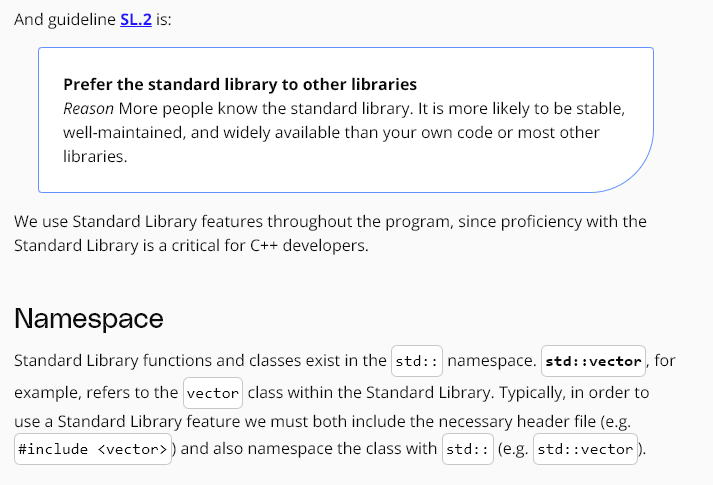 And guideline SL.2 is:
Prefer the standard library to other libraries
Reason More people know the standard library. It is more likely to be stable,
well-maintained, and widely available than your own code or most other
libraries.
We use Standard Library features throughout the program, since proficiency with the
Standard Library is a critical for C++ developers.
Namespace
Standard Library functions and classes exist in the std:: namespace. std::vector, for
example, refers to the vector class within the Standard Library. Typically, in order to
use a Standard Library feature we must both include the necessary header file (e.g.
#include <vector>) and also namespace the class with std:: (e.g. std::vector).